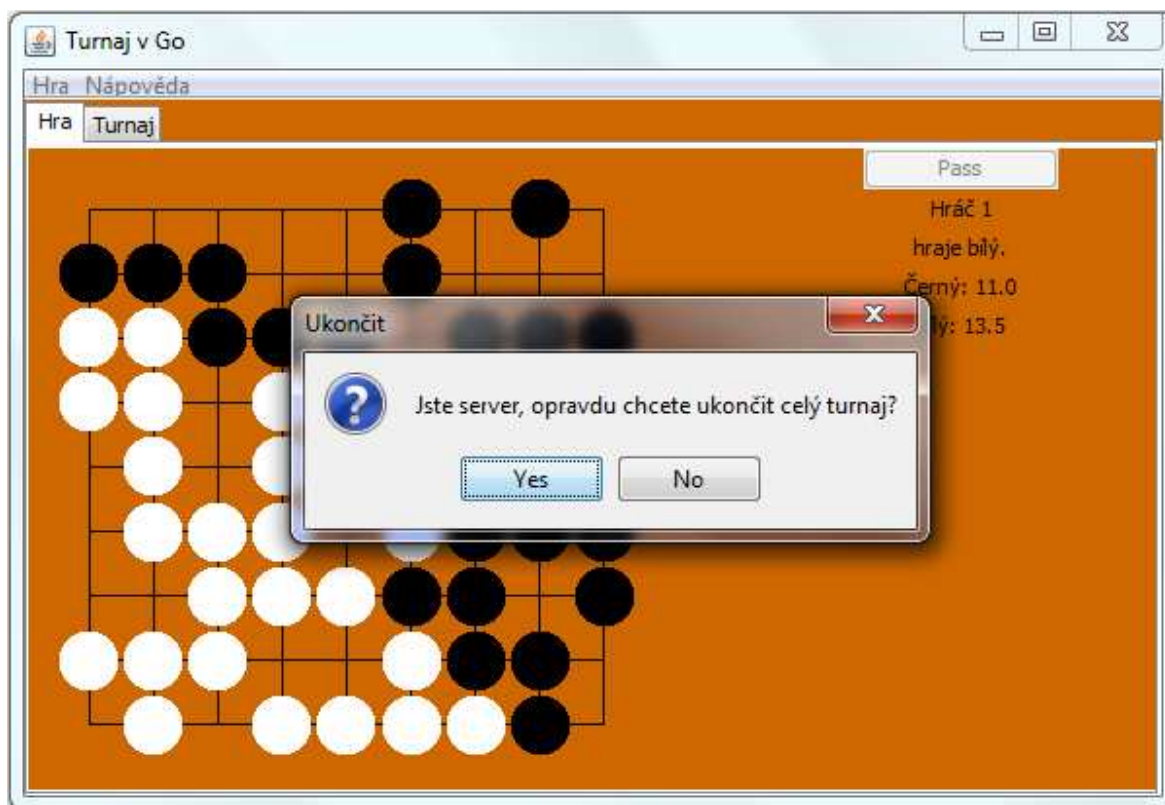 Turnaj v Go
Hra Nápověda
Hra Turnaj
Pass
Hráč 1
hraje bílý.
Černý: 11.0
13.5
Ukončit
Jste server, opravdu chcete ukončit celý turnaj?
Yes No